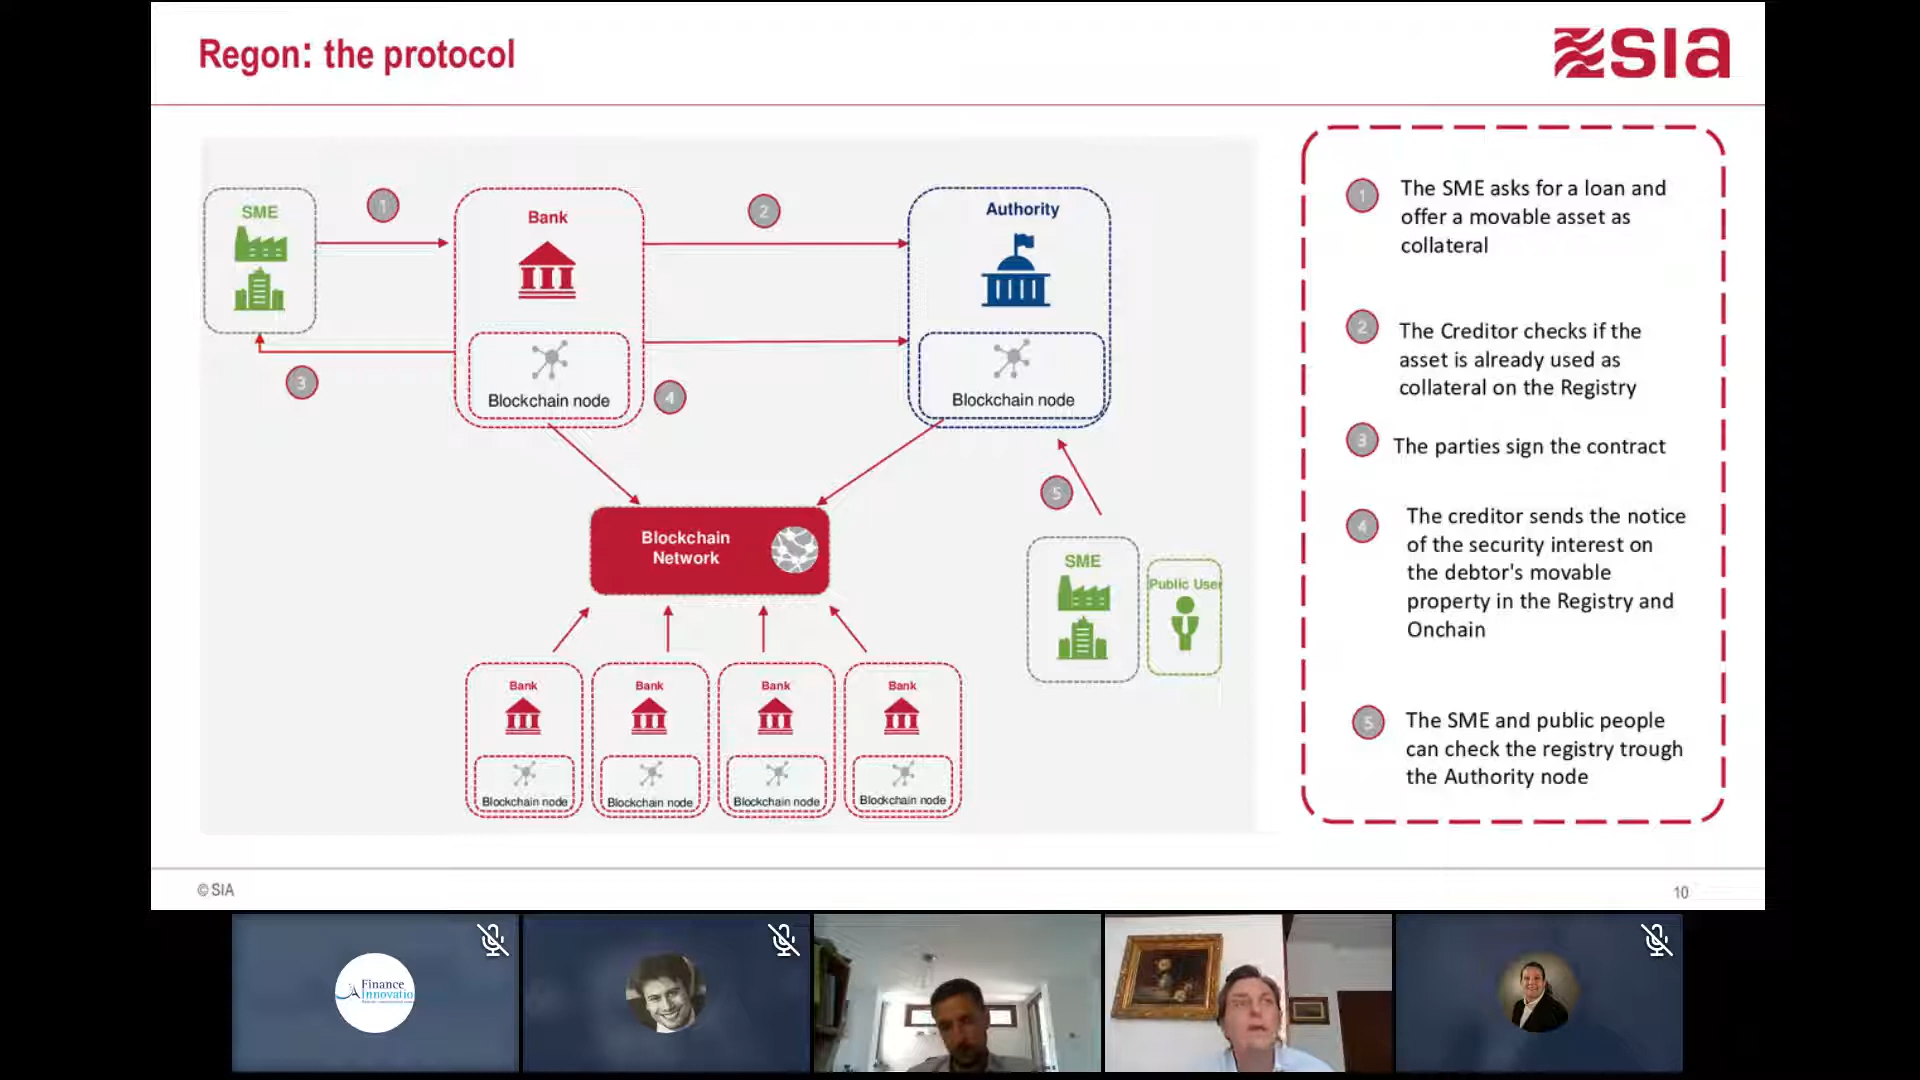 Regon: the protocol
SIA
SME
1
Bank
2
Authority
Blockchain node
3
4
Blockchain node
5
Blockchain
Network
SME
Public User
Bank
Bank
Bank
Bank
Blockchain node
Blockchain node
Blockchain node
Blockchain node
1
The SME asks for a loan and
offer a movable asset as
collateral
2
The Creditor checks if the
asset is already used as
collateral on the Registry
3
The parties sign the contract
4
The creditor sends the notice
of the security interest on
the debtor's movable
property in the Registry and
Onchain
5
The SME and public people
can check the registry trough
the Authority node
© SIA
10
Finance
Innovatio